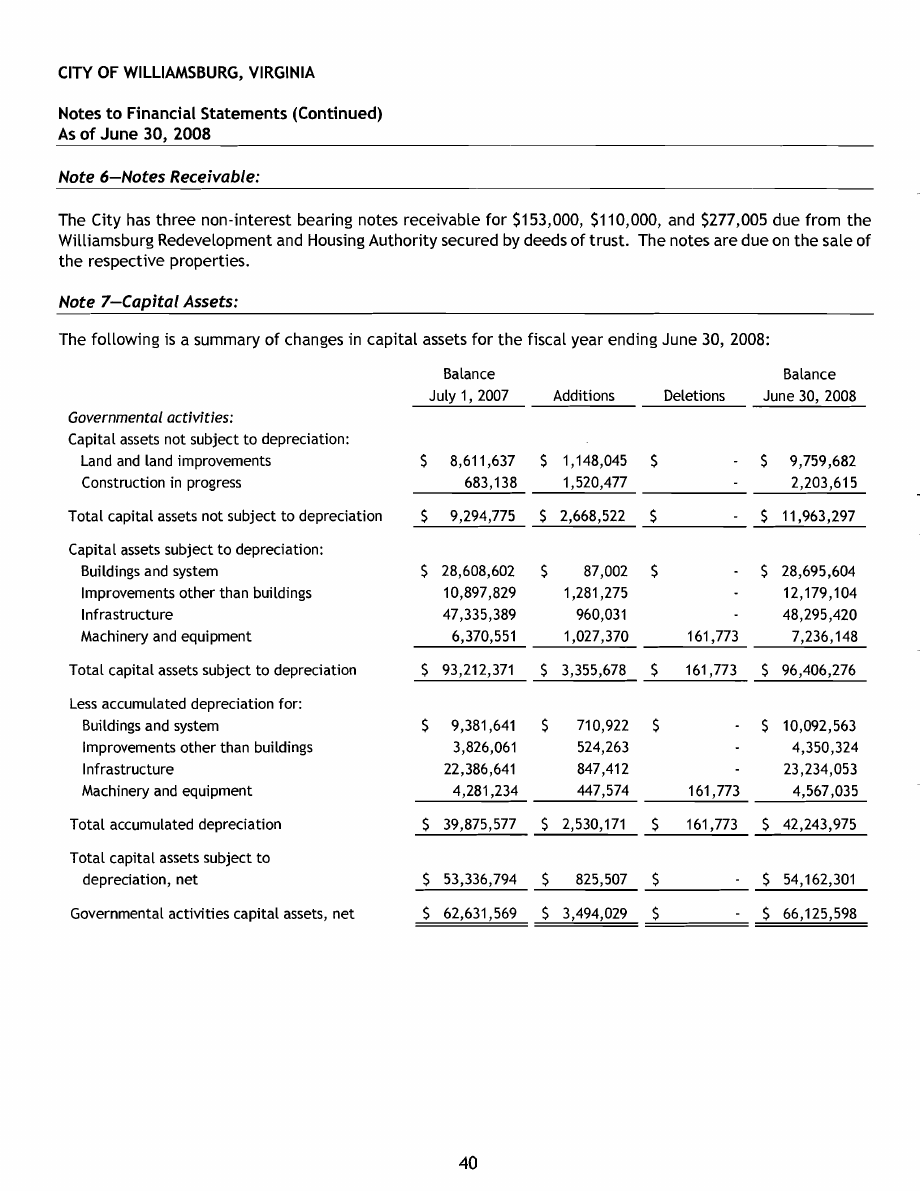 CITY OF WILLIAMSBURG, VIRGINIA
Notes to Financial Statements (Continued)
As of June 30, 2008
Note 6—Notes Receivable:
The City has three non-interest bearing notes receivable for $153,000, $110,000, and $277,005 due from the
Williamsburg Redevelopment and Housing Authority secured by deeds of trust. The notes are due on the sale of
the respective properties.
Note 7—Capital Assets:
The following is a summary of changes in capital assets for the fiscal year ending June 30, 2008:
Balance Balance
July 1, 2007 Additions Deletions June 30, 2008
Governmental activities:
Capital assets not subject to depreciation:
Land and land improvements $ 8,611,637 $ 1,148,045 $ - $ 9,759,682
Construction in progress 683,138 1,520,477 - 2,203,615
Total capital assets not subject to depreciation $ 9,294,775 $ 2,668,522 $ - $ 11,963,297
Capital assets subject to depreciation:
Buildings and system $ 28,608,602 $ 87,002 $ - $ 28,695,604
Improvements other than buildings 10,897,829 1,281,275 - 12,179,104
Infrastructure 47,335,389 960,031 - 48,295,420
Machinery and equipment 6,370,551 1,027,370 161,773 7,236,148
Total capital assets subject to depreciation $ 93,212,371 $ 3,355,678 $ 161,773 $ 96,406,276
Less accumulated depreciation for:
Buildings and system $ 9,381,641 $ 710,922 $ - $ 10,092,563
Improvements other than buildings 3,826,061 524,263 - 4,350,324
Infrastructure 22,386,641 847,412 - 23,234,053
Machinery and equipment 4,281,234 447,574 161,773 4,567,035
Total accumulated depreciation $ 39,875,577 $ 2,530,171 $ 161,773 $ 42,243,975
Total capital assets subject to
depreciation, net $ 53,336,794 $ 825,507 $ - $ 54,162,301
Governmental activities capital assets, net $ 62,631,569 $ 3,494,029 $ - $ 66,125,598
40